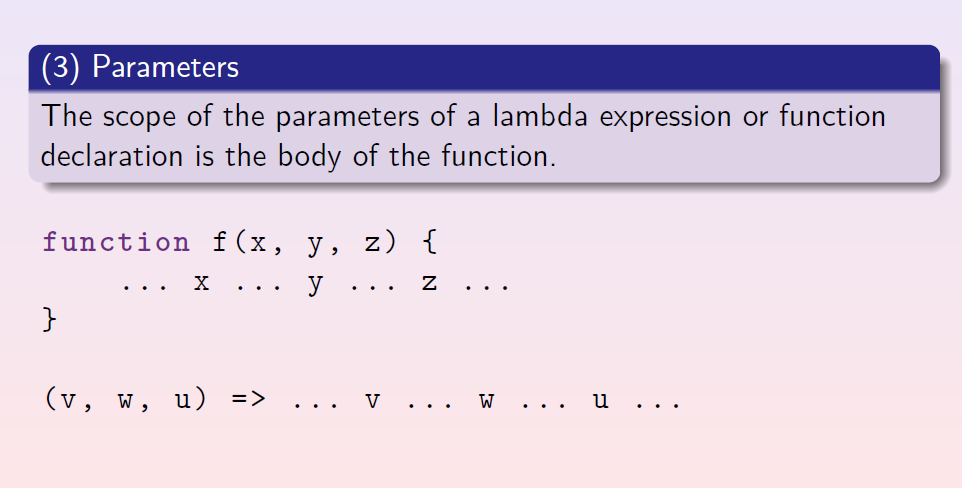 (3) Parameters
The scope of the parameters of a lambda expression or function
declaration is the body of the function.
function f(x, y, z) {
... x ... y ... z ...
}
(v, w, u) => ... v ... w ... u ...